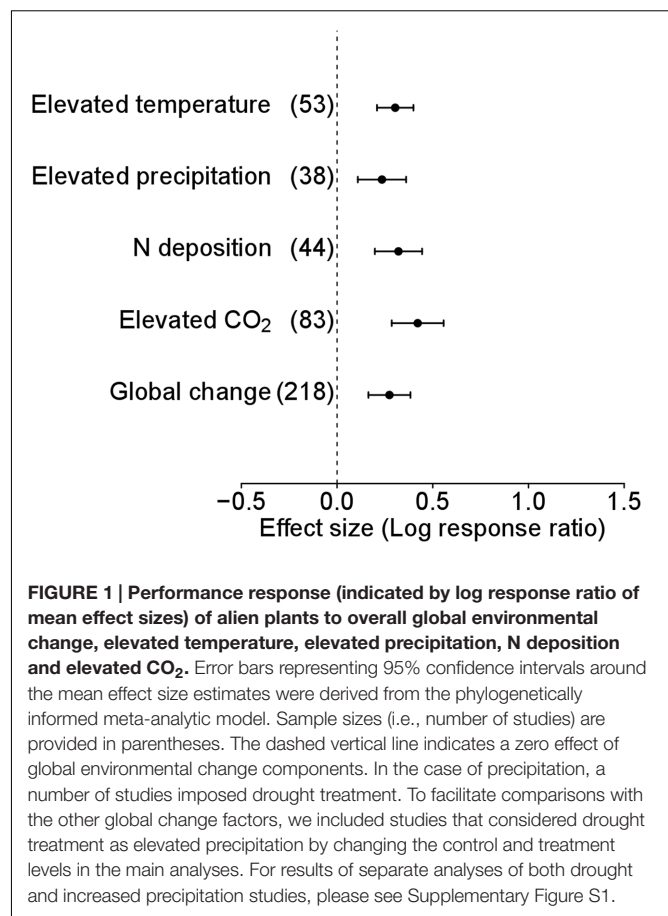 Elevated temperature (53)
Elevated precipitation (38)
N deposition (44)
Elevated CO₂ (83)
Global change (218)
−0.5 0.0 0.5 1.0 1.5
Effect size (Log response ratio)
FIGURE 1 | Performance response (indicated by log response ratio of
mean effect sizes) of alien plants to overall global environmental
change, elevated temperature, elevated precipitation, N deposition
and elevated CO₂. Error bars representing 95% confidence intervals around
the mean effect size estimates were derived from the phylogenetically
informed meta-analytic model. Sample sizes (i.e., number of studies) are
provided in parentheses. The dashed vertical line indicates a zero effect of
global environmental change components. In the case of precipitation, a
number of studies imposed drought treatment. To facilitate comparisons with
the other global change factors, we included studies that considered drought
treatment as elevated precipitation by changing the control and treatment
levels in the main analyses. For results of separate analyses of both drought
and increased precipitation studies, please see Supplementary Figure S1.